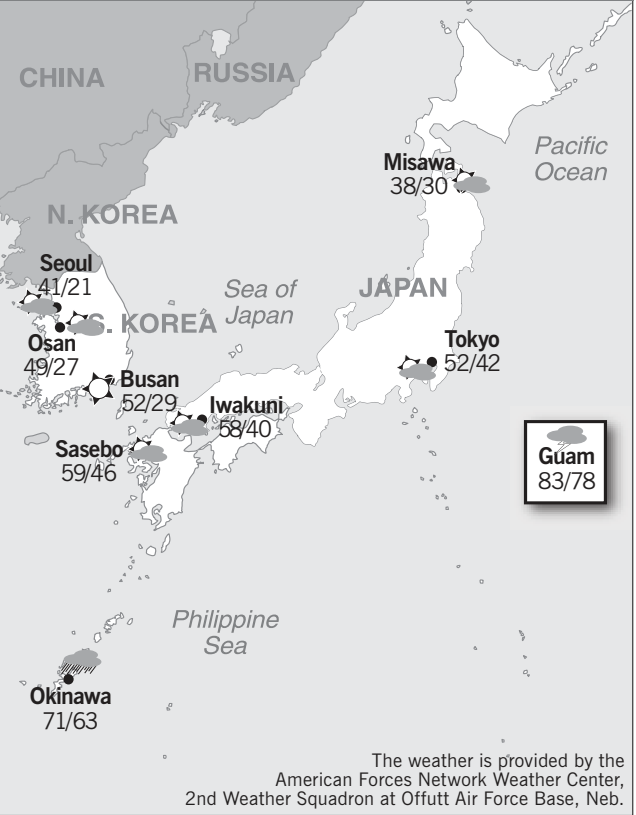 CHINA
RUSSIA
Pacific
Ocean
Misawa
38/30
N. KOREA
Seoul
41/21
Sea of
Japan
JAPAN
S. KOREA
Osan
49/27
Tokyo
52/42
Busan
52/29
Iwakuni
58/40
Sasebo
59/46
Guam
83/78
Philippine
Sea
Okinawa
71/63
The weather is provided by the
American Forces Network Weather Center,
2nd Weather Squadron at Offutt Air Force Base, Neb.